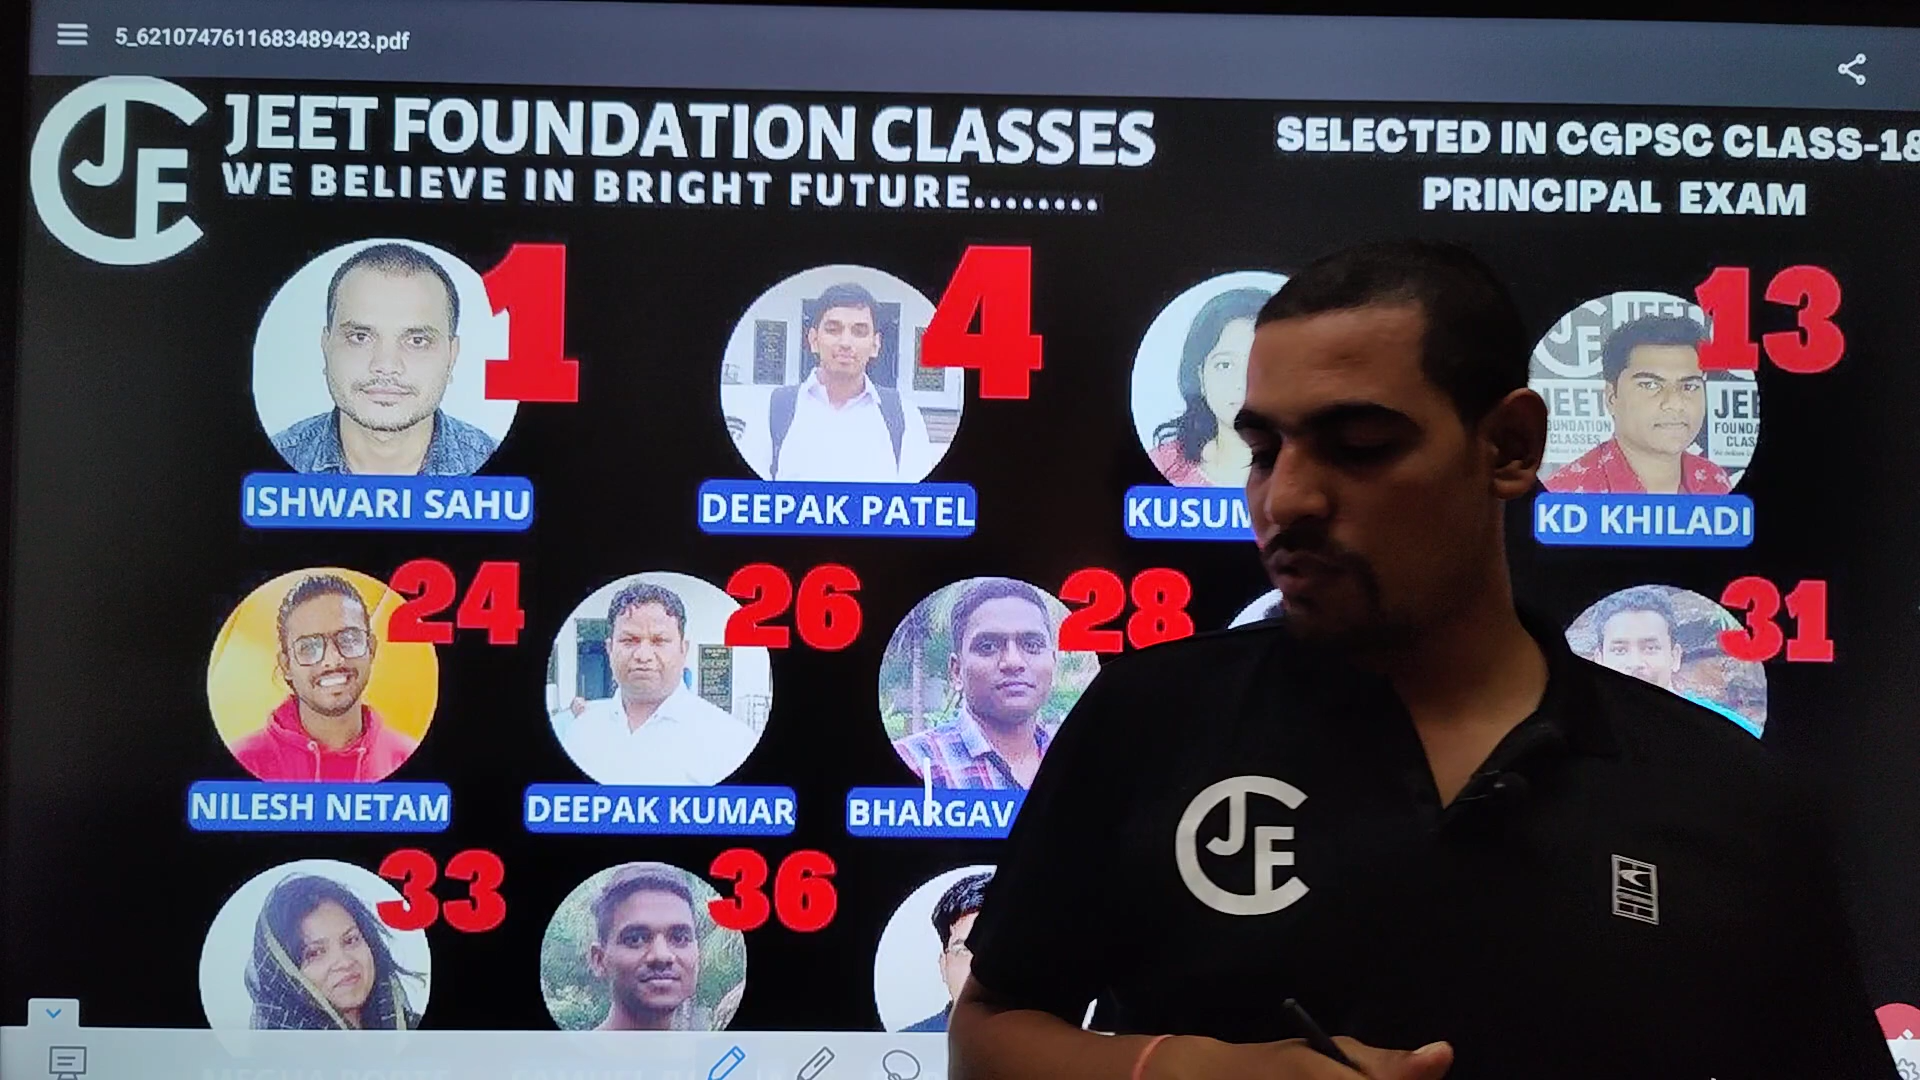 5_6210747611683489423.pdf
JEET FOUNDATION CLASSES
WE BELIEVE IN BRIGHT FUTURE........
SELECTED IN CGPSC CLASS-1&
PRINCIPAL EXAM
1
4
13
ISHWARI SAHU
DEEPAK PATEL
KUSUM
KD KHILADI
24
26
28
31
NILESH NETAM
DEEPAK KUMAR
BHARGAV
33
36